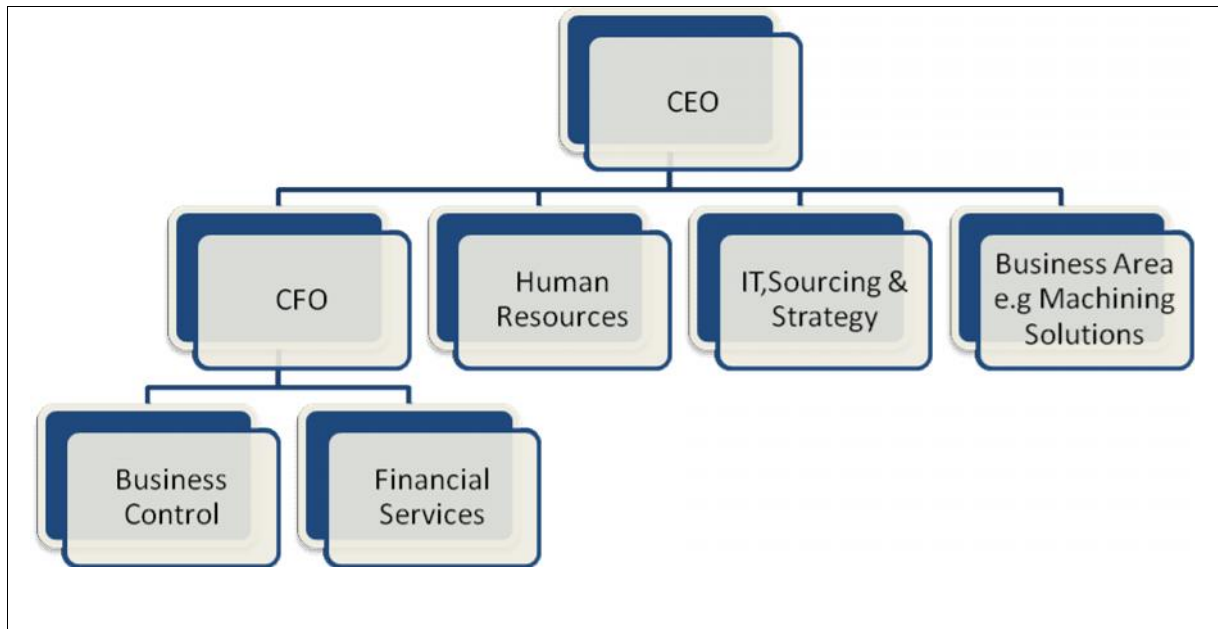 CEO
CFO
Human
Resources
IT,Sourcing &
Strategy
Business Area
e.g Machining
Solutions
Business
Control
Financial
Services